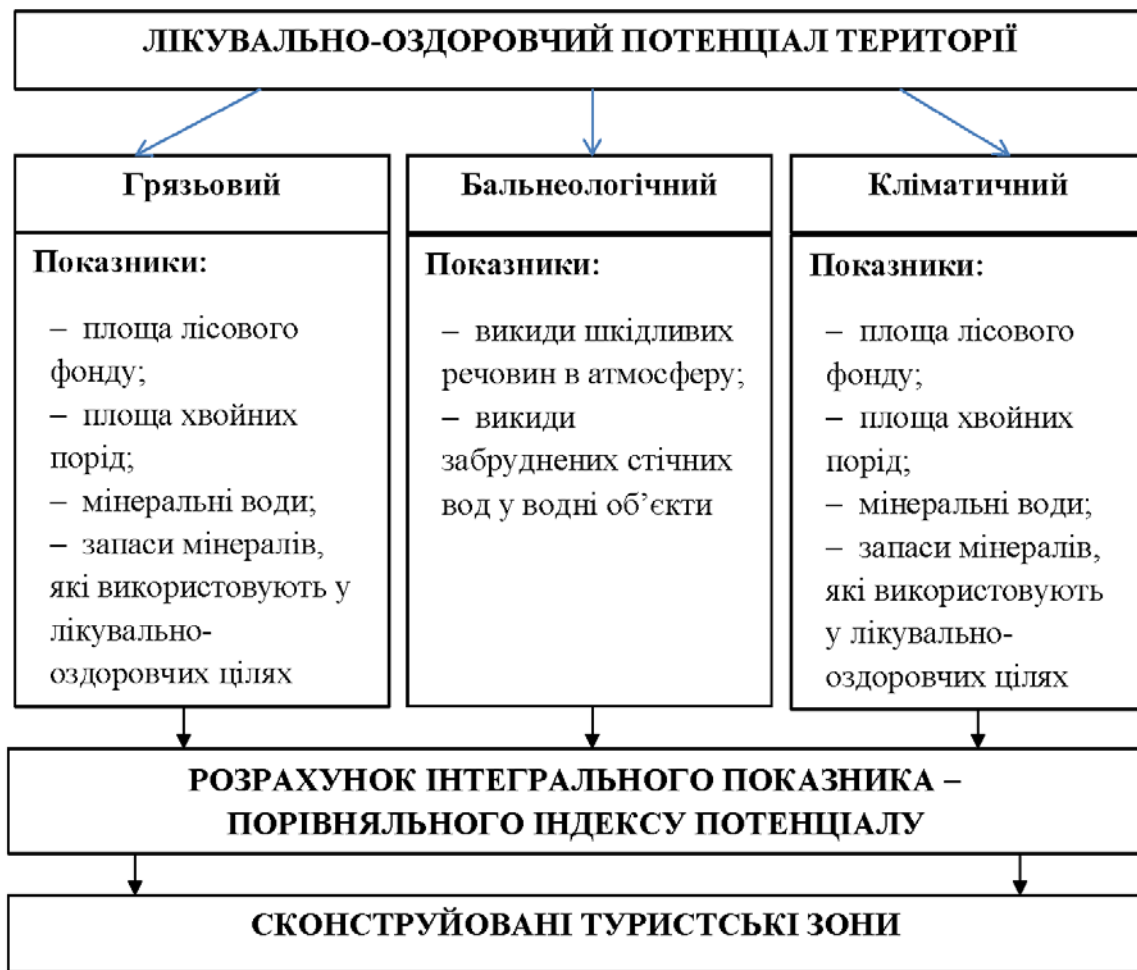 ЛІКУВАЛЬНО-ОЗДОРОВЧИЙ ПОТЕНЦІАЛ ТЕРИТОРІЇ
Грязьовий
Показники:
– площа лісового
фонду;
– площа хвойних
порід;
– мінеральні води;
– запаси мінералів,
які використовують у
лікувально-
оздоровчих цілях
Бальнеологічний
Показники:
– викиди шкідливих
речовин в атмосферу;
– викиди
забруднених стічних
вод у водні об’єкти
Кліматичний
Показники:
– площа лісового
фонду;
– площа хвойних
порід;
– мінеральні води;
– запаси мінералів,
які використовують
у лікувально-
оздоровчих цілях
РОЗРАХУНОК ІНТЕГРАЛЬНОГО ПОКАЗНИКА –
ПОРІВНЯЛЬНОГО ІНДЕКСУ ПОТЕНЦІАЛУ
СКОНСТРУЙОВАНІ ТУРИСТСЬКІ ЗОНИ